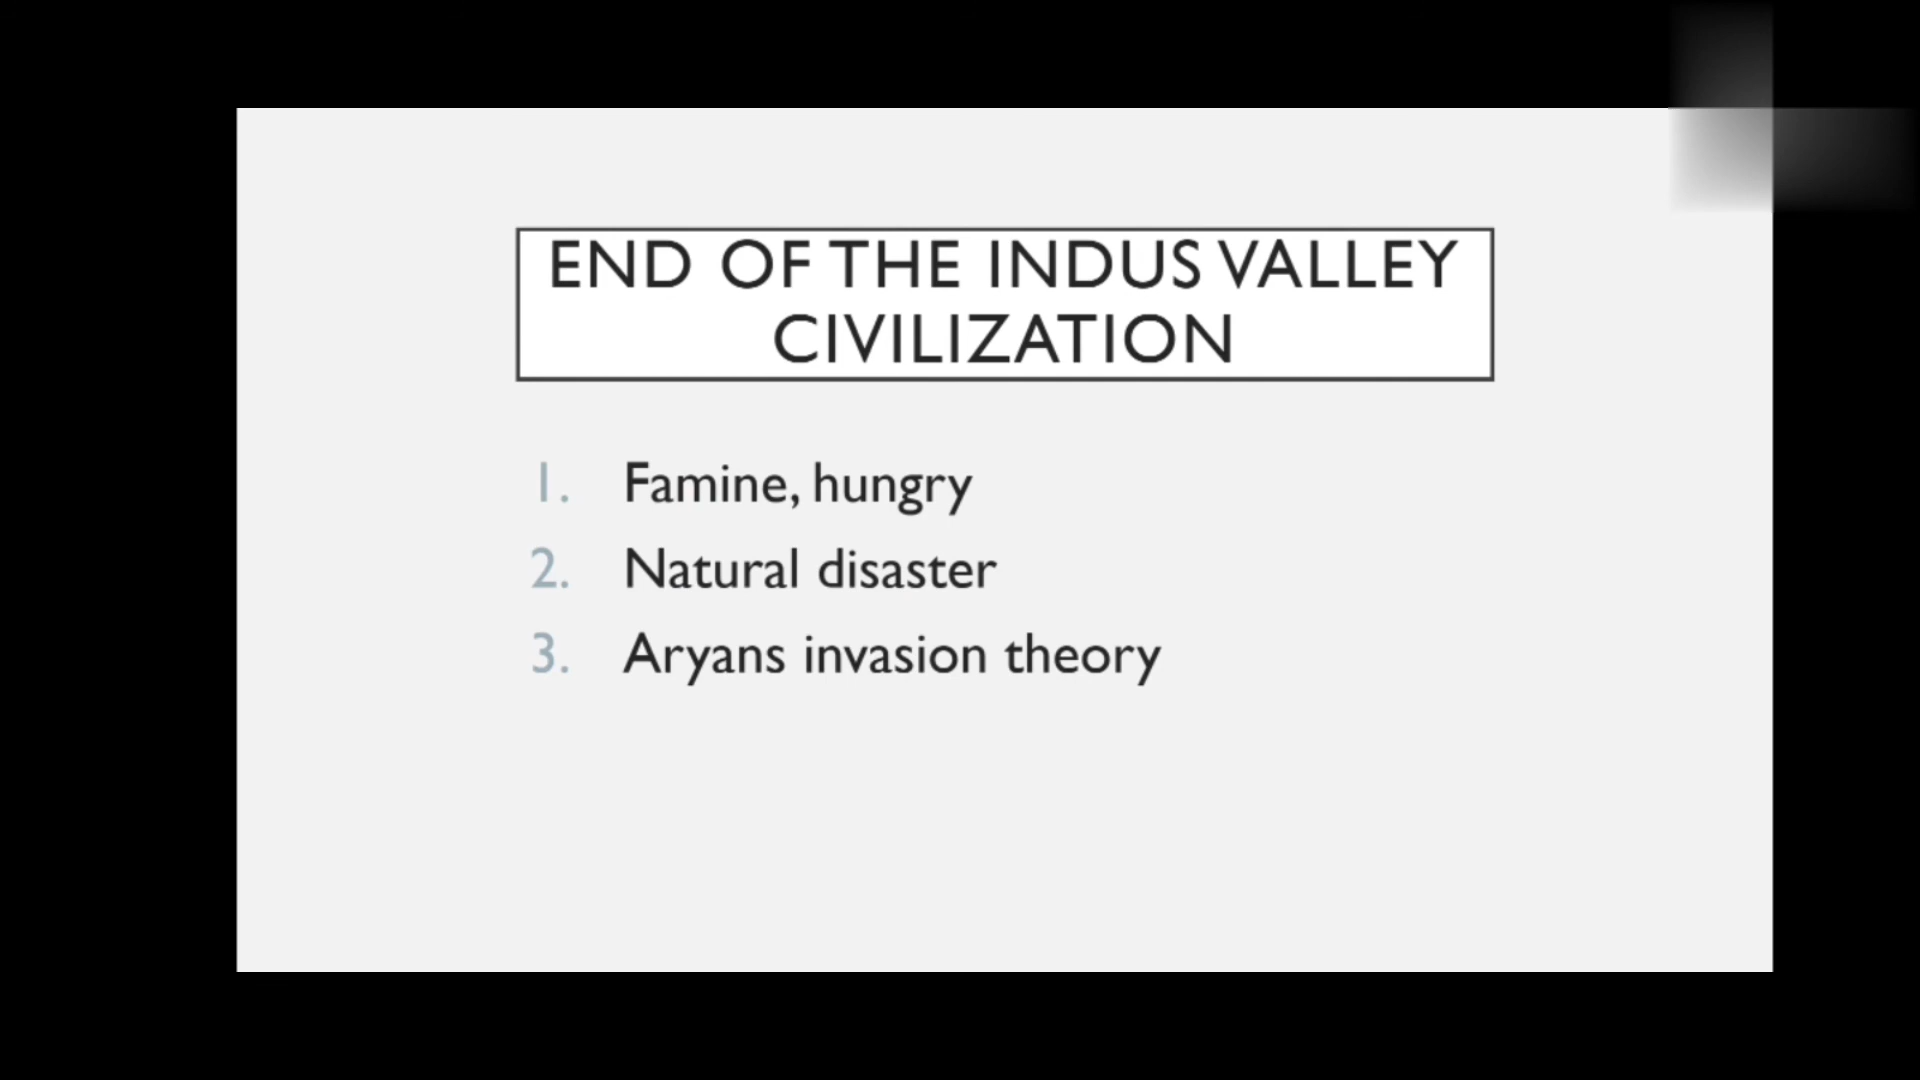 END OF THE INDUS VALLEY
CIVILIZATION
1. Famine, hungry
2. Natural disaster
3. Aryans invasion theory